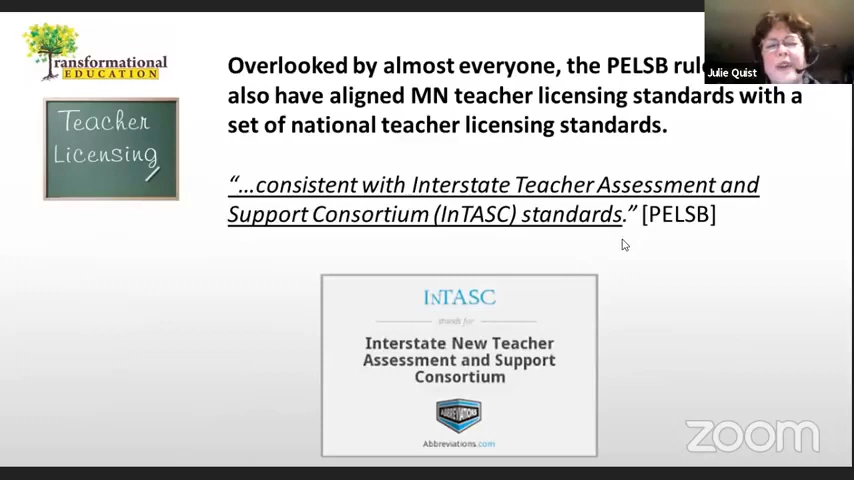 Transformational
EDUCATION
Teacher
Licensing
Overlooked by almost everyone, the PELSB
also have aligned MN teacher licensing standards with a
set of national teacher licensing standards.
“...consistent with Interstate Teacher Assessment and
Support Consortium (InTASC) standards.” [PELSB]
Julie Quist
INTASC
stands for
Interstate New Teacher
Assessment and Support
Consortium
ABBREVIATIONS
Abbreviations.com
zoom